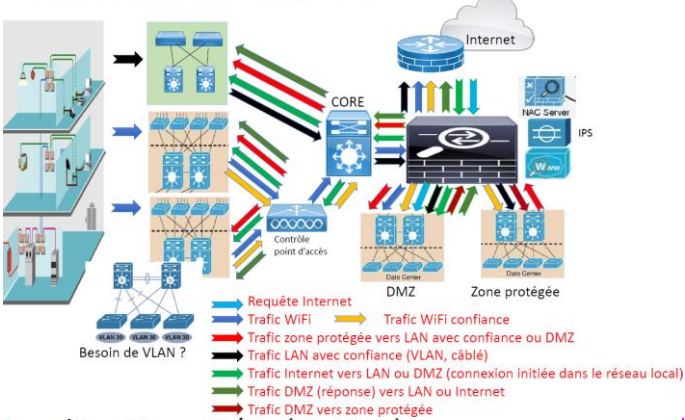 Internet
CORE
NAC Server
IPS
Www
Contrôle
point d'accès
Data Center
Data Center
DMZ
Zone protégée
VLAN 30
VLAN 20
VLAN 30
Besoin de VLAN ?
Requête Internet
Trafic WiFi
Trafic WiFi confiance
Trafic zone protégée vers LAN avec confiance ou DMZ
Trafic LAN avec confiance (VLAN, câblé)
Trafic Internet vers LAN ou DMZ (connexion initiée dans le réseau local)
Trafic DMZ (réponse) vers LAN ou Internet
Trafic DMZ vers zone protégée